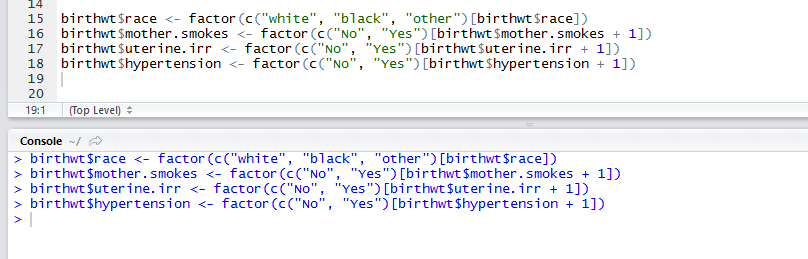 14
15 birthwt$race <- factor(c("white", "black", "other")[birthwt$race])
16 birthwt$mother.smokes <- factor(c("No", "Yes")[birthwt$mother.smokes + 1])
17 birthwt$uterine.irr <- factor(c("No", "Yes")[birthwt$uterine.irr + 1])
18 birthwt$hypertension <- factor(c("No", "Yes")[birthwt$hypertension + 1])
19
20
19:1 (Top Level)
Console ~/
> birthwt$race <- factor(c("white", "black", "other")[birthwt$race])
> birthwt$mother.smokes <- factor(c("No", "Yes")[birthwt$mother.smokes + 1])
> birthwt$uterine.irr <- factor(c("No", "Yes")[birthwt$uterine.irr + 1])
> birthwt$hypertension <- factor(c("No", "Yes")[birthwt$hypertension + 1])
>